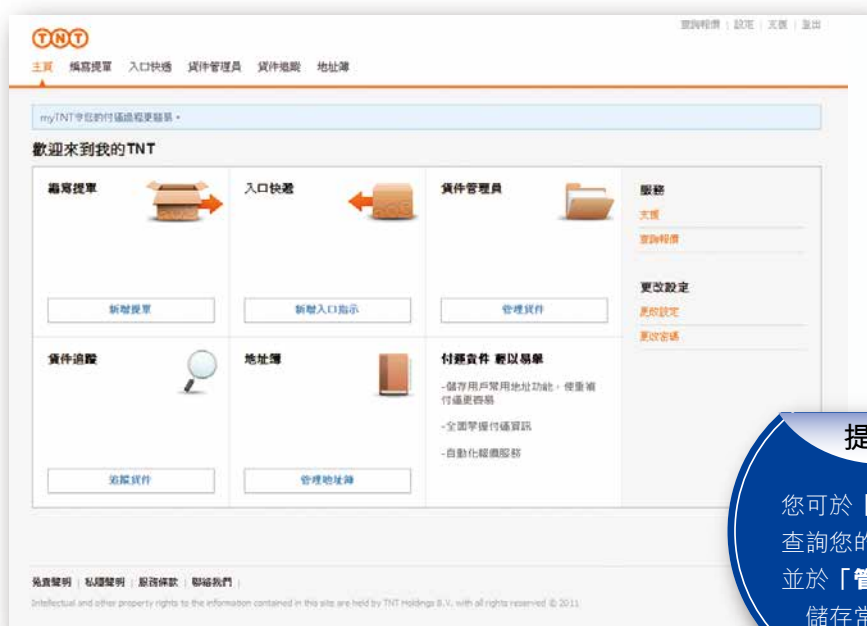 查詢報價 | 設定 | 支援 | 登出
TNT
主頁 編寫提單 入口快遞 貨件管理員 貨件追蹤 地址簿
myTNT令您的付運過程更簡易。
歡迎來到我的TNT
編寫提單
新增提單
入口快遞
新增入口指示
貨件管理員
管理貨件
服務
支援
查詢報價
更改設定
更改設定
更改密碼
貨件追蹤
追蹤貨件
地址簿
管理地址簿
付運貨件 輕以易舉
-儲存用戶常用地址功能，使重複
付運更容易
-全面掌握付運資訊
-自動化報價服務
免責聲明 | 私隱聲明 | 服務條款 | 聯絡我們 |
Intellectual and other property rights to the information contained in this site are held by TNT Holdings B.V. with all rights reserved © 2011
提
您可於「
查詢您的
並於「管
儲存常